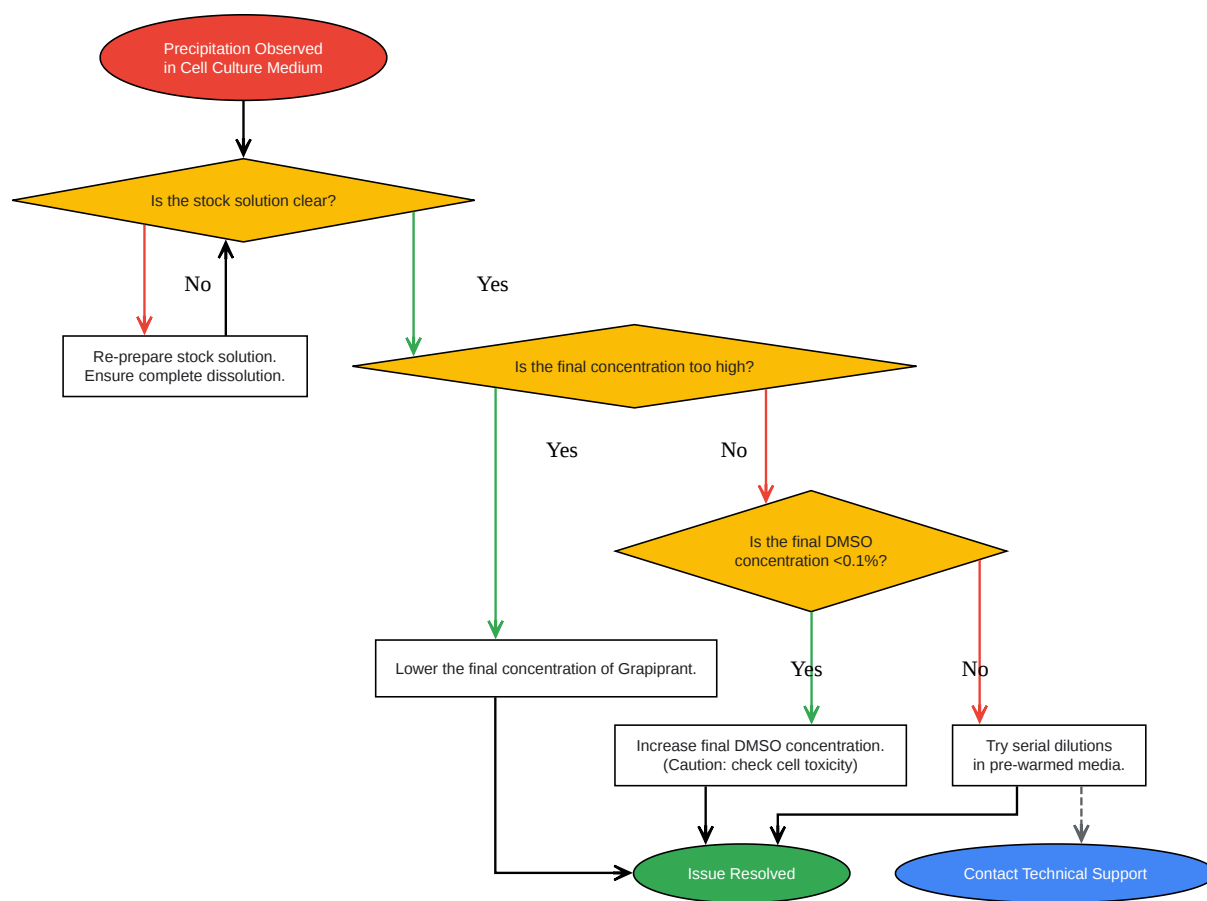 Precipitation Observed
in Cell Culture Medium
Is the stock solution clear?
No
Yes
Re-prepare stock solution.
Ensure complete dissolution.
Is the final concentration too high?
Yes
No
Is the final DMSO
concentration <0.1%?
Lower the final concentration of Grapiprant.
Yes
No
Increase final DMSO concentration.
(Caution: check cell toxicity)
Try serial dilutions
in pre-warmed media.
Issue Resolved
Contact Technical Support